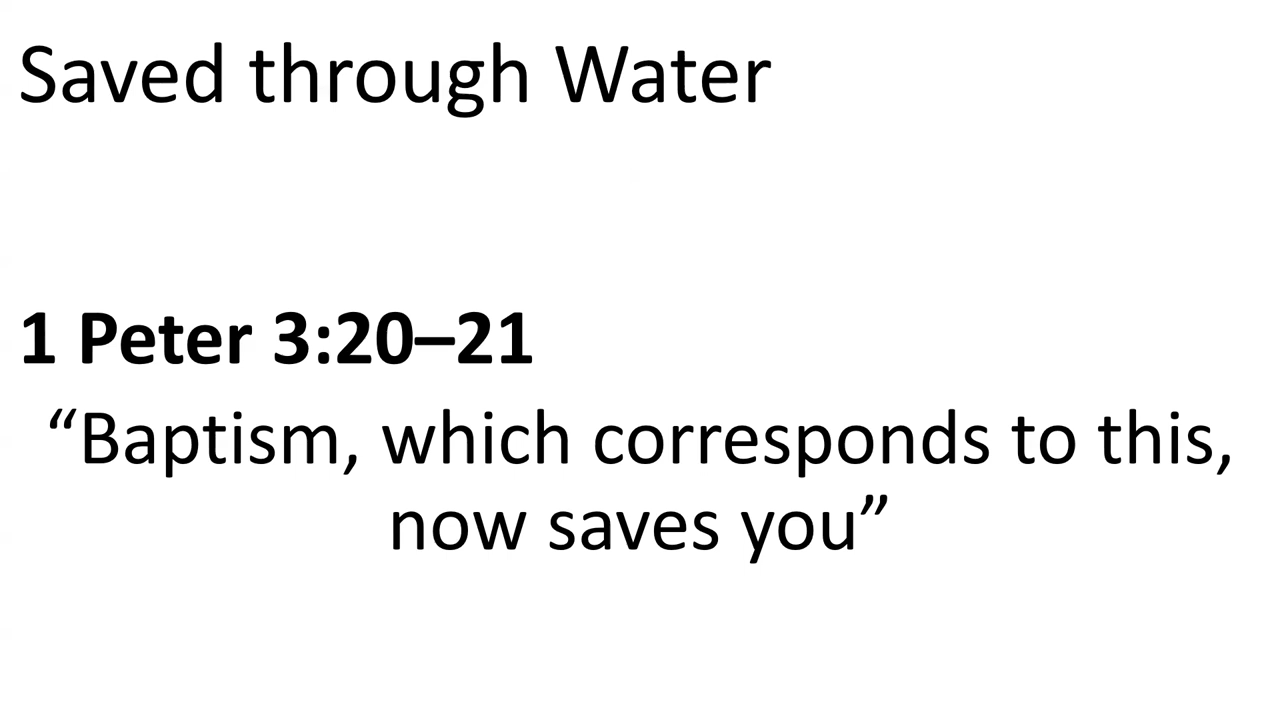 Saved through Water
1 Peter 3:20–21
“Baptism, which corresponds to this,
now saves you”